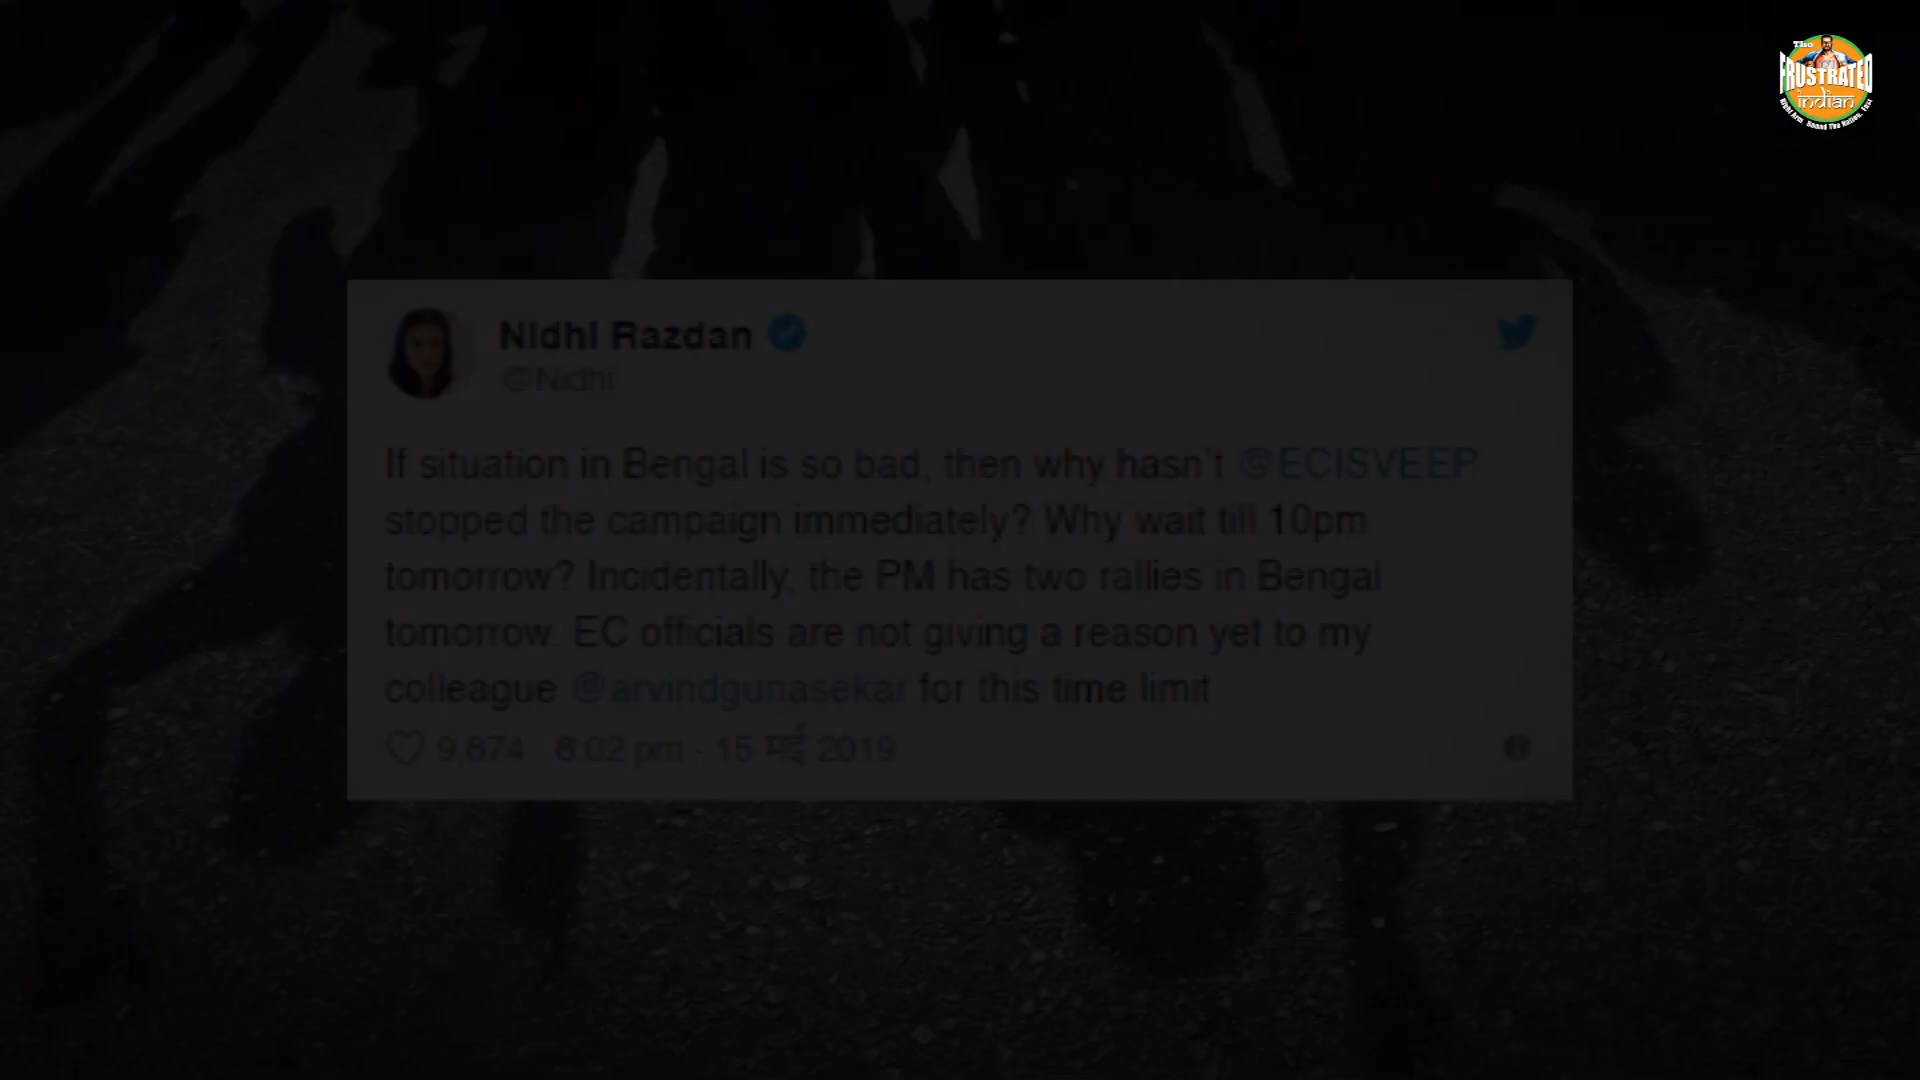 The
FRUSTRATED
indian
Nidhi Razdan
@Nidhi
If situation in Bengal is so bad, then why hasn't @ECISVEEP
stopped the campaign immediately? Why wait till 10pm
tomorrow? Incidentally, the PM has two rallies in Bengal
tomorrow. EC officials are not giving a reason yet to my
colleague @arvindgunasekar for this time limit
9,874 8:02 pm - 15 मई 2019